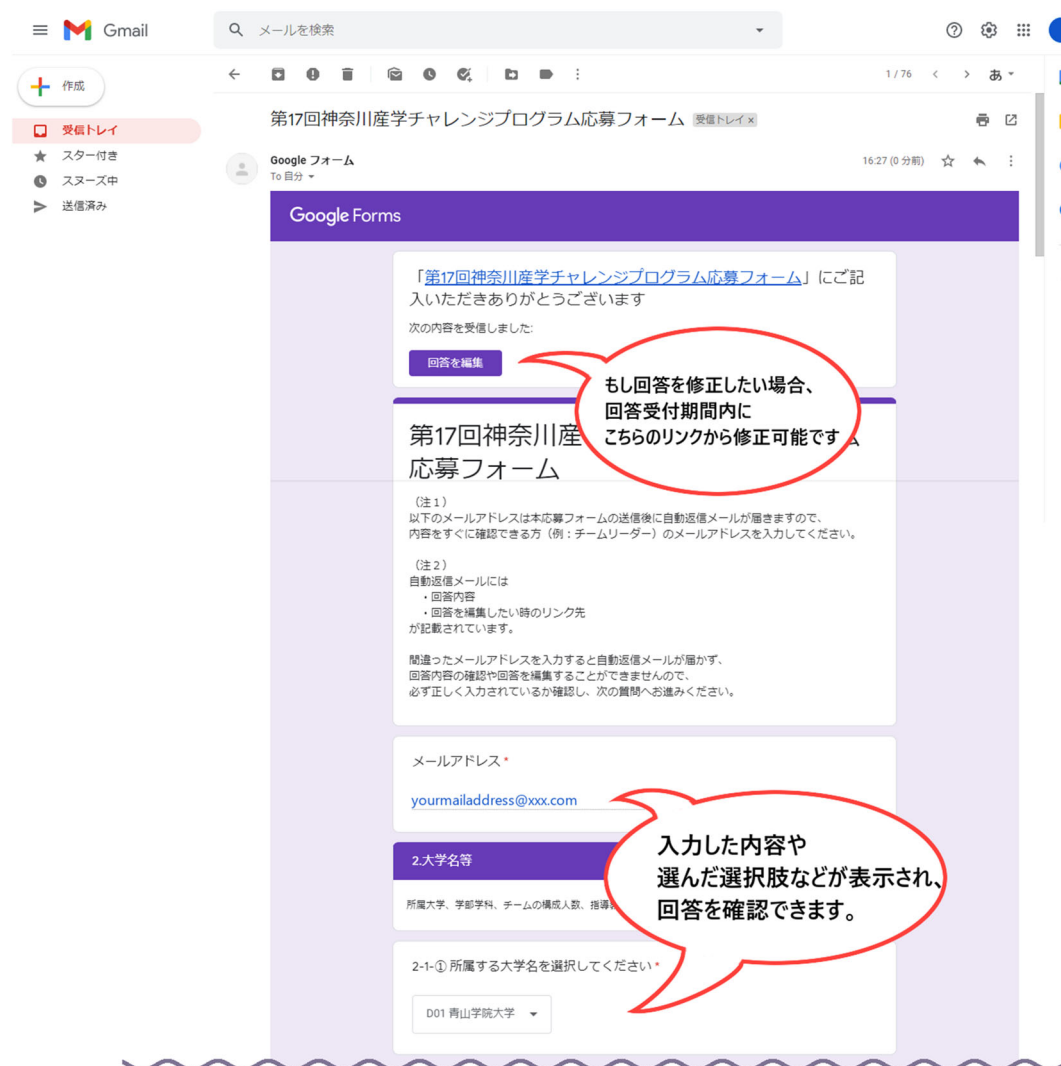 Gmail
メールを検索
作成
1 / 76
あ
受信トレイ
スター付き
スヌーズ中
送信済み
第17回神奈川産学チャレンジプログラム応募フォーム 受信トレイ ×
Google フォーム
16:27 (0 分前)
To 自分
Google Forms
「第17回神奈川産学チャレンジプログラム応募フォーム」にご記
入いただきありがとうございます
次の内容を受信しました:
回答を編集
もし回答を修正したい場合、
回答受付期間内に
こちらのリンクから修正可能です
第17回神奈川産
応募フォーム
（注１）
以下のメールアドレスは本応募フォームの送信後に自動返信メールが届きますので、
内容をすぐに確認できる方（例：チームリーダー）のメールアドレスを入力してください。
（注２）
自動返信メールには
・回答内容
・回答を編集したい時のリンク先
が記載されています。
間違ったメールアドレスを入力すると自動返信メールが届かず、
回答内容の確認や回答を編集することができませんので、
必ず正しく入力されているか確認し、次の質問へお進みください。
メールアドレス *
yourmailaddress@xxx.com
入力した内容や
選んだ選択肢などが表示され、
回答を確認できます。
2.大学名等
所属大学、学部学科、チームの構成人数、指導
2-1-① 所属する大学名を選択してください *
D01 青山学院大学